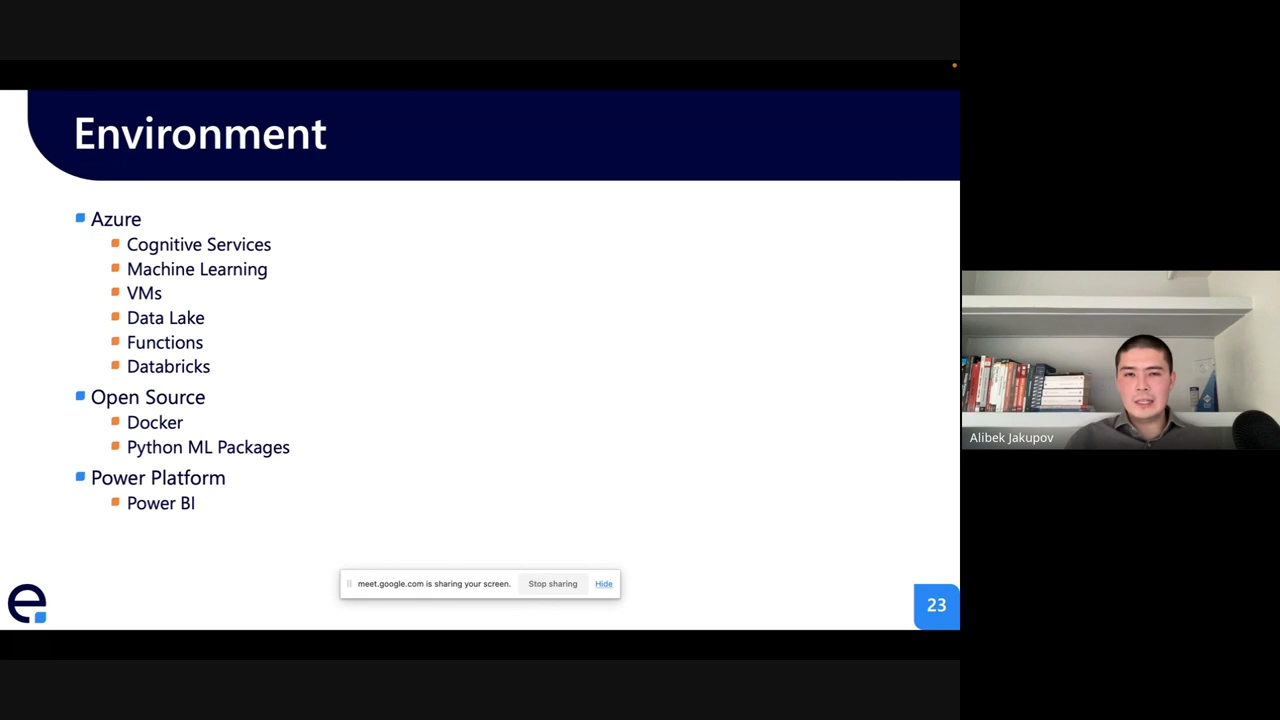 Environment
Azure
Cognitive Services
Machine Learning
VMs
Data Lake
Functions
Databricks
Open Source
Docker
Python ML Packages
Power Platform
Power BI
meet.google.com is sharing your screen. Stop sharing Hide
23
Alibek Jakupov